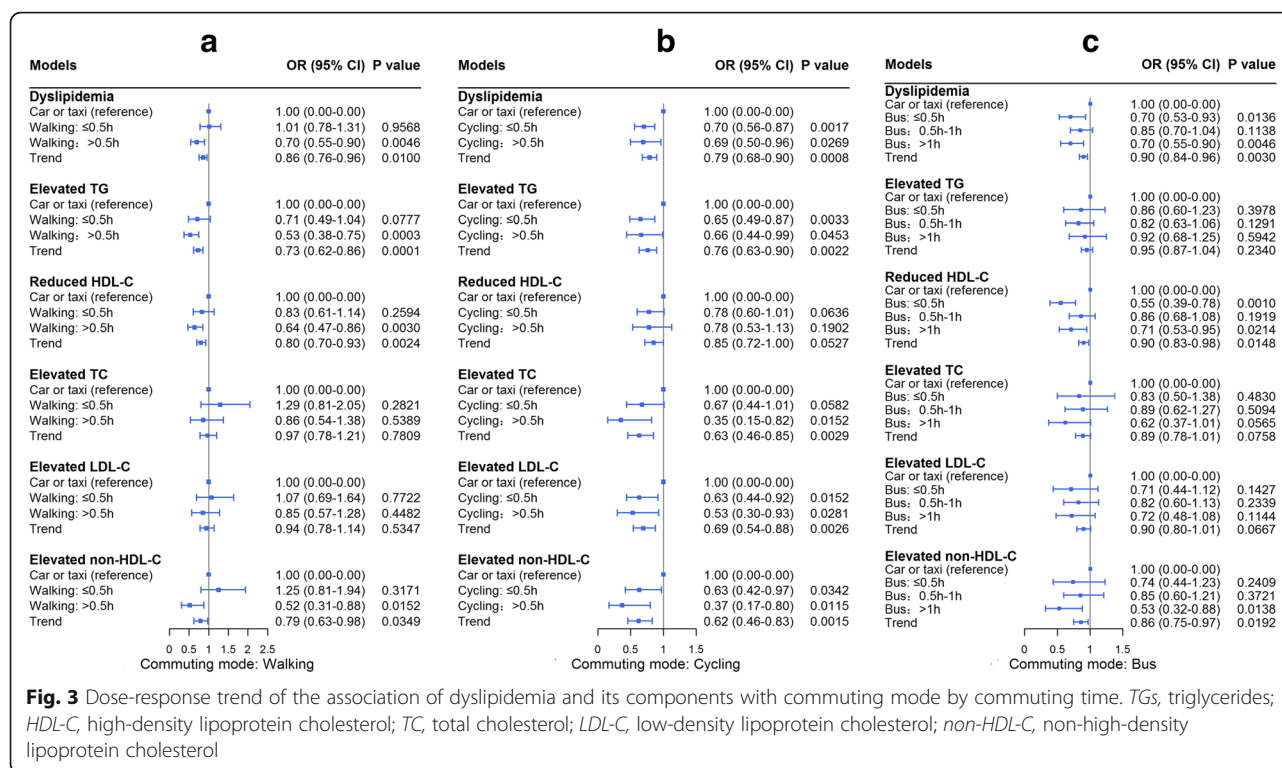 a
Models OR (95% CI) P value
Dyslipidemia
Car or taxi (reference) 1.00 (0.00-0.00)
Walking: ≤0.5h 1.01 (0.78-1.31) 0.9568
Walking: >0.5h 0.70 (0.55-0.90) 0.0046
Trend 0.86 (0.76-0.96) 0.0100
Elevated TG
Car or taxi (reference) 1.00 (0.00-0.00)
Walking: ≤0.5h 0.71 (0.49-1.04) 0.0777
Walking: >0.5h 0.53 (0.38-0.75) 0.0003
Trend 0.73 (0.62-0.86) 0.0001
Reduced HDL-C
Car or taxi (reference) 1.00 (0.00-0.00)
Walking: ≤0.5h 0.83 (0.61-1.14) 0.2594
Walking: >0.5h 0.64 (0.47-0.86) 0.0030
Trend 0.80 (0.70-0.93) 0.0024
Elevated TC
Car or taxi (reference) 1.00 (0.00-0.00)
Walking: ≤0.5h 1.29 (0.81-2.05) 0.2821
Walking: >0.5h 0.86 (0.54-1.38) 0.5389
Trend 0.97 (0.78-1.21) 0.7809
Elevated LDL-C
Car or taxi (reference) 1.00 (0.00-0.00)
Walking: ≤0.5h 1.07 (0.69-1.64) 0.7722
Walking: >0.5h 0.85 (0.57-1.28) 0.4482
Trend 0.94 (0.78-1.14) 0.5347
Elevated non-HDL-C
Car or taxi (reference) 1.00 (0.00-0.00)
Walking: ≤0.5h 1.25 (0.81-1.94) 0.3171
Walking: >0.5h 0.52 (0.31-0.88) 0.0152
Trend 0.79 (0.63-0.98) 0.0349
0 0.5 1 1.5 2 2.5
Commuting mode: Walking
b
Models OR (95% CI) P value
Dyslipidemia
Car or taxi (reference) 1.00 (0.00-0.00)
Cycling: ≤0.5h 0.70 (0.56-0.87) 0.0017
Cycling: >0.5h 0.69 (0.50-0.96) 0.0269
Trend 0.79 (0.68-0.90) 0.0008
Elevated TG
Car or taxi (reference) 1.00 (0.00-0.00)
Cycling: ≤0.5h 0.65 (0.49-0.87) 0.0033
Cycling: >0.5h 0.66 (0.44-0.99) 0.0453
Trend 0.76 (0.63-0.90) 0.0022
Reduced HDL-C
Car or taxi (reference) 1.00 (0.00-0.00)
Cycling: ≤0.5h 0.78 (0.60-1.01) 0.0636
Cycling: >0.5h 0.78 (0.53-1.13) 0.1902
Trend 0.85 (0.72-1.00) 0.0527
Elevated TC
Car or taxi (reference) 1.00 (0.00-0.00)
Cycling: ≤0.5h 0.67 (0.44-1.01) 0.0582
Cycling: >0.5h 0.35 (0.15-0.82) 0.0152
Trend 0.63 (0.46-0.85) 0.0029
Elevated LDL-C
Car or taxi (reference) 1.00 (0.00-0.00)
Cycling: ≤0.5h 0.63 (0.44-0.92) 0.0152
Cycling: >0.5h 0.53 (0.30-0.93) 0.0281
Trend 0.69 (0.54-0.88) 0.0026
Elevated non-HDL-C
Car or taxi (reference) 1.00 (0.00-0.00)
Cycling: ≤0.5h 0.63 (0.42-0.97) 0.0342
Cycling: >0.5h 0.37 (0.17-0.80) 0.0115
Trend 0.62 (0.46-0.83) 0.0015
0 0.5 1 1.5
Commuting mode: Cycling
c
Models OR (95% CI) P value
Dyslipidemia
Car or taxi (reference) 1.00 (0.00-0.00)
Bus: ≤0.5h 0.70 (0.53-0.93) 0.0136
Bus: 0.5h-1h 0.85 (0.70-1.04) 0.1138
Bus: >1h 0.70 (0.55-0.90) 0.0046
Trend 0.90 (0.84-0.96) 0.0030
Elevated TG
Car or taxi (reference) 1.00 (0.00-0.00)
Bus: ≤0.5h 0.86 (0.60-1.23) 0.3978
Bus: 0.5h-1h 0.82 (0.63-1.06) 0.1291
Bus: >1h 0.92 (0.68-1.25) 0.5942
Trend 0.95 (0.87-1.04) 0.2340
Reduced HDL-C
Car or taxi (reference) 1.00 (0.00-0.00)
Bus: ≤0.5h 0.55 (0.39-0.78) 0.0010
Bus: 0.5h-1h 0.86 (0.68-1.08) 0.1919
Bus: >1h 0.71 (0.53-0.95) 0.0214
Trend 0.90 (0.83-0.98) 0.0148
Elevated TC
Car or taxi (reference) 1.00 (0.00-0.00)
Bus: ≤0.5h 0.83 (0.50-1.38) 0.4830
Bus: 0.5h-1h 0.89 (0.62-1.27) 0.5094
Bus: >1h 0.62 (0.37-1.01) 0.0565
Trend 0.89 (0.78-1.01) 0.0758
Elevated LDL-C
Car or taxi (reference) 1.00 (0.00-0.00)
Bus: ≤0.5h 0.71 (0.44-1.12) 0.1427
Bus: 0.5h-1h 0.82 (0.60-1.13) 0.2339
Bus: >1h 0.72 (0.48-1.08) 0.1144
Trend 0.90 (0.80-1.01) 0.0667
Elevated non-HDL-C
Car or taxi (reference) 1.00 (0.00-0.00)
Bus: ≤0.5h 0.74 (0.44-1.23) 0.2409
Bus: 0.5h-1h 0.85 (0.60-1.21) 0.3721
Bus: >1h 0.53 (0.32-0.88) 0.0138
Trend 0.86 (0.75-0.97) 0.0192
0 0.5 1 1.5
Commuting mode: Bus
Fig. 3 Dose-response trend of the association of dyslipidemia and its components with commuting mode by commuting time. TGs, triglycerides;
HDL-C, high-density lipoprotein cholesterol; TC, total cholesterol; LDL-C, low-density lipoprotein cholesterol; non-HDL-C, non-high-density
lipoprotein cholesterol